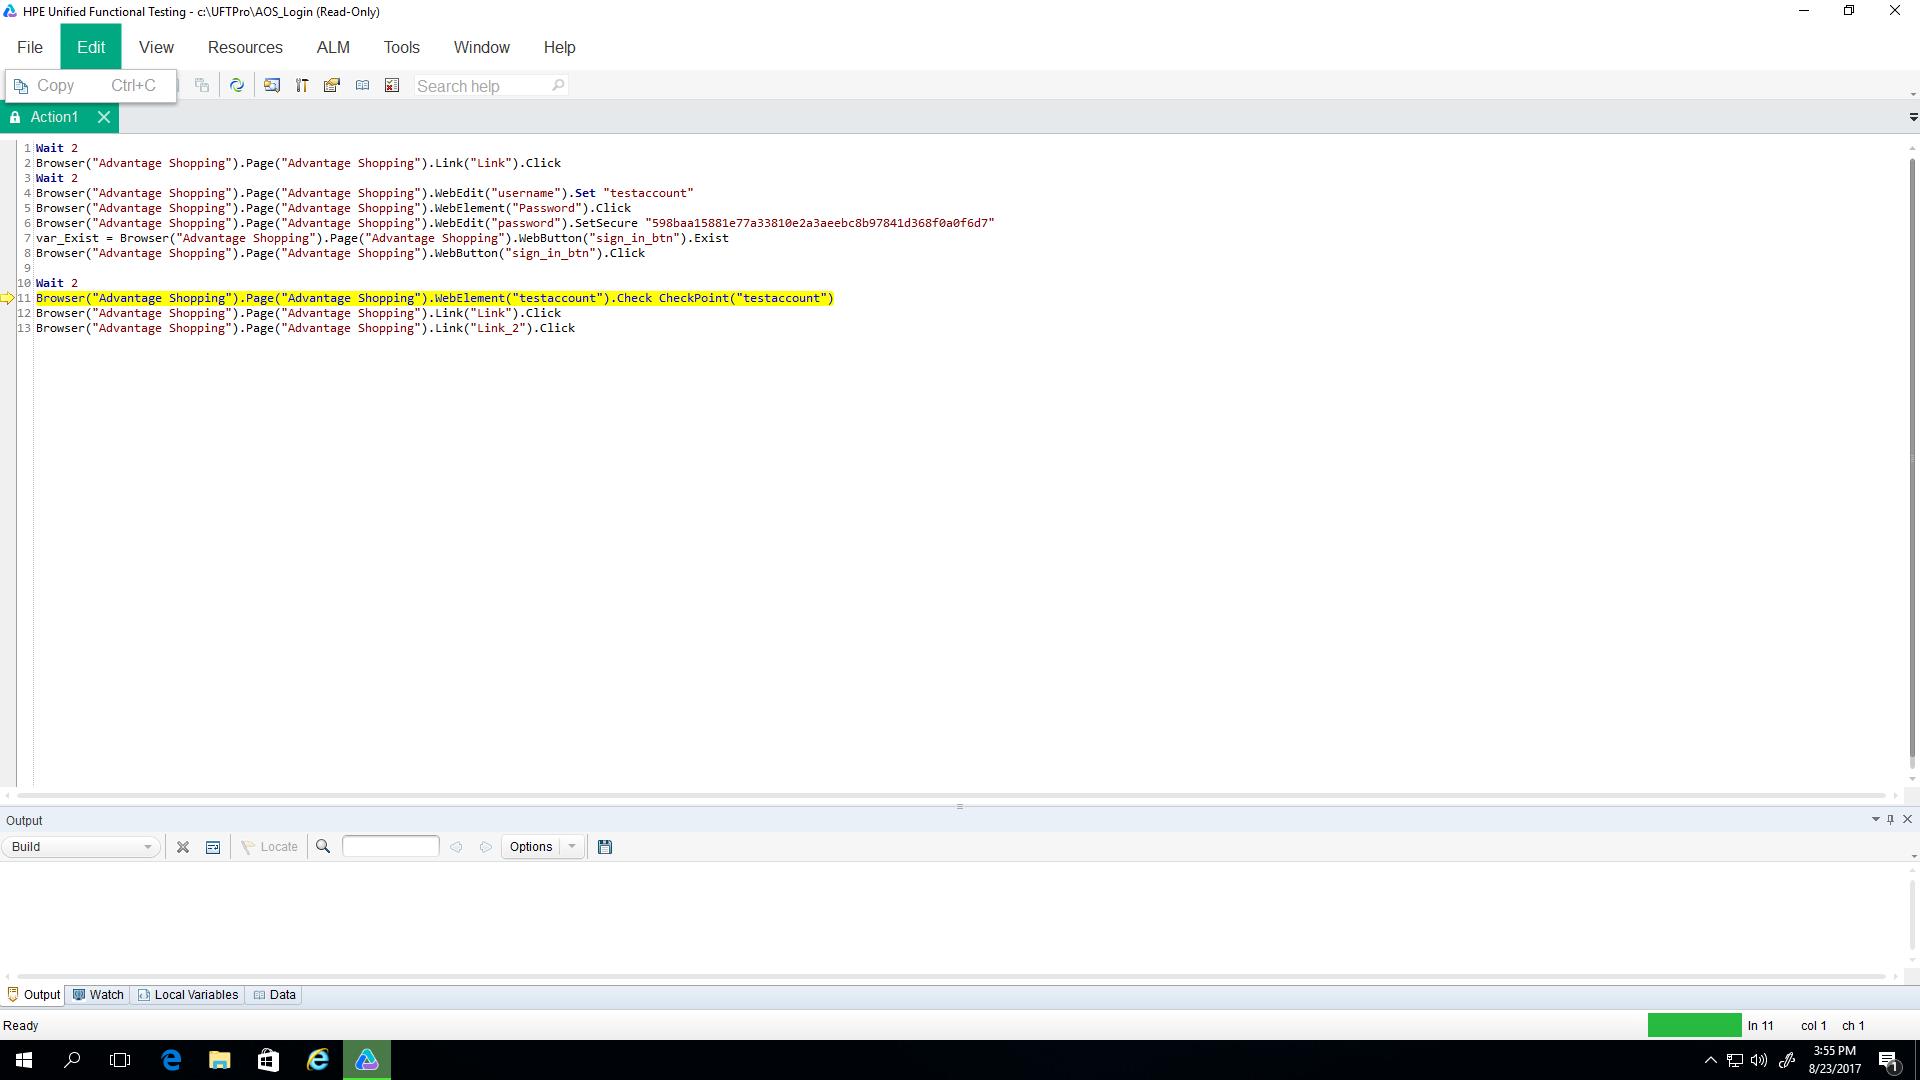 HPE Unified Functional Testing - c:\UFTPro\AOS_Login (Read-Only)
File Edit View Resources ALM Tools Window Help
Copy Ctrl+C Search help
Action1
1 Wait 2
2 Browser("Advantage Shopping").Page("Advantage Shopping").Link("Link").Click
3 Wait 2
4 Browser("Advantage Shopping").Page("Advantage Shopping").WebEdit("username").Set "testaccount"
5 Browser("Advantage Shopping").Page("Advantage Shopping").WebElement("Password").Click
6 Browser("Advantage Shopping").Page("Advantage Shopping").WebEdit("password").SetSecure "598baa15881e77a33810e2a3aeebc8b97841d368f0a0f6d7"
7 var_Exist = Browser("Advantage Shopping").Page("Advantage Shopping").WebButton("sign_in_btn").Exist
8 Browser("Advantage Shopping").Page("Advantage Shopping").WebButton("sign_in_btn").Click
9
10 Wait 2
11 Browser("Advantage Shopping").Page("Advantage Shopping").WebElement("testaccount").Check CheckPoint("testaccount")
12 Browser("Advantage Shopping").Page("Advantage Shopping").Link("Link").Click
13 Browser("Advantage Shopping").Page("Advantage Shopping").Link("Link_2").Click
Output
Build Locate Options
Output Watch Local Variables Data
Ready ln 11 col 1 ch 1
3:55 PM
8/23/2017 1